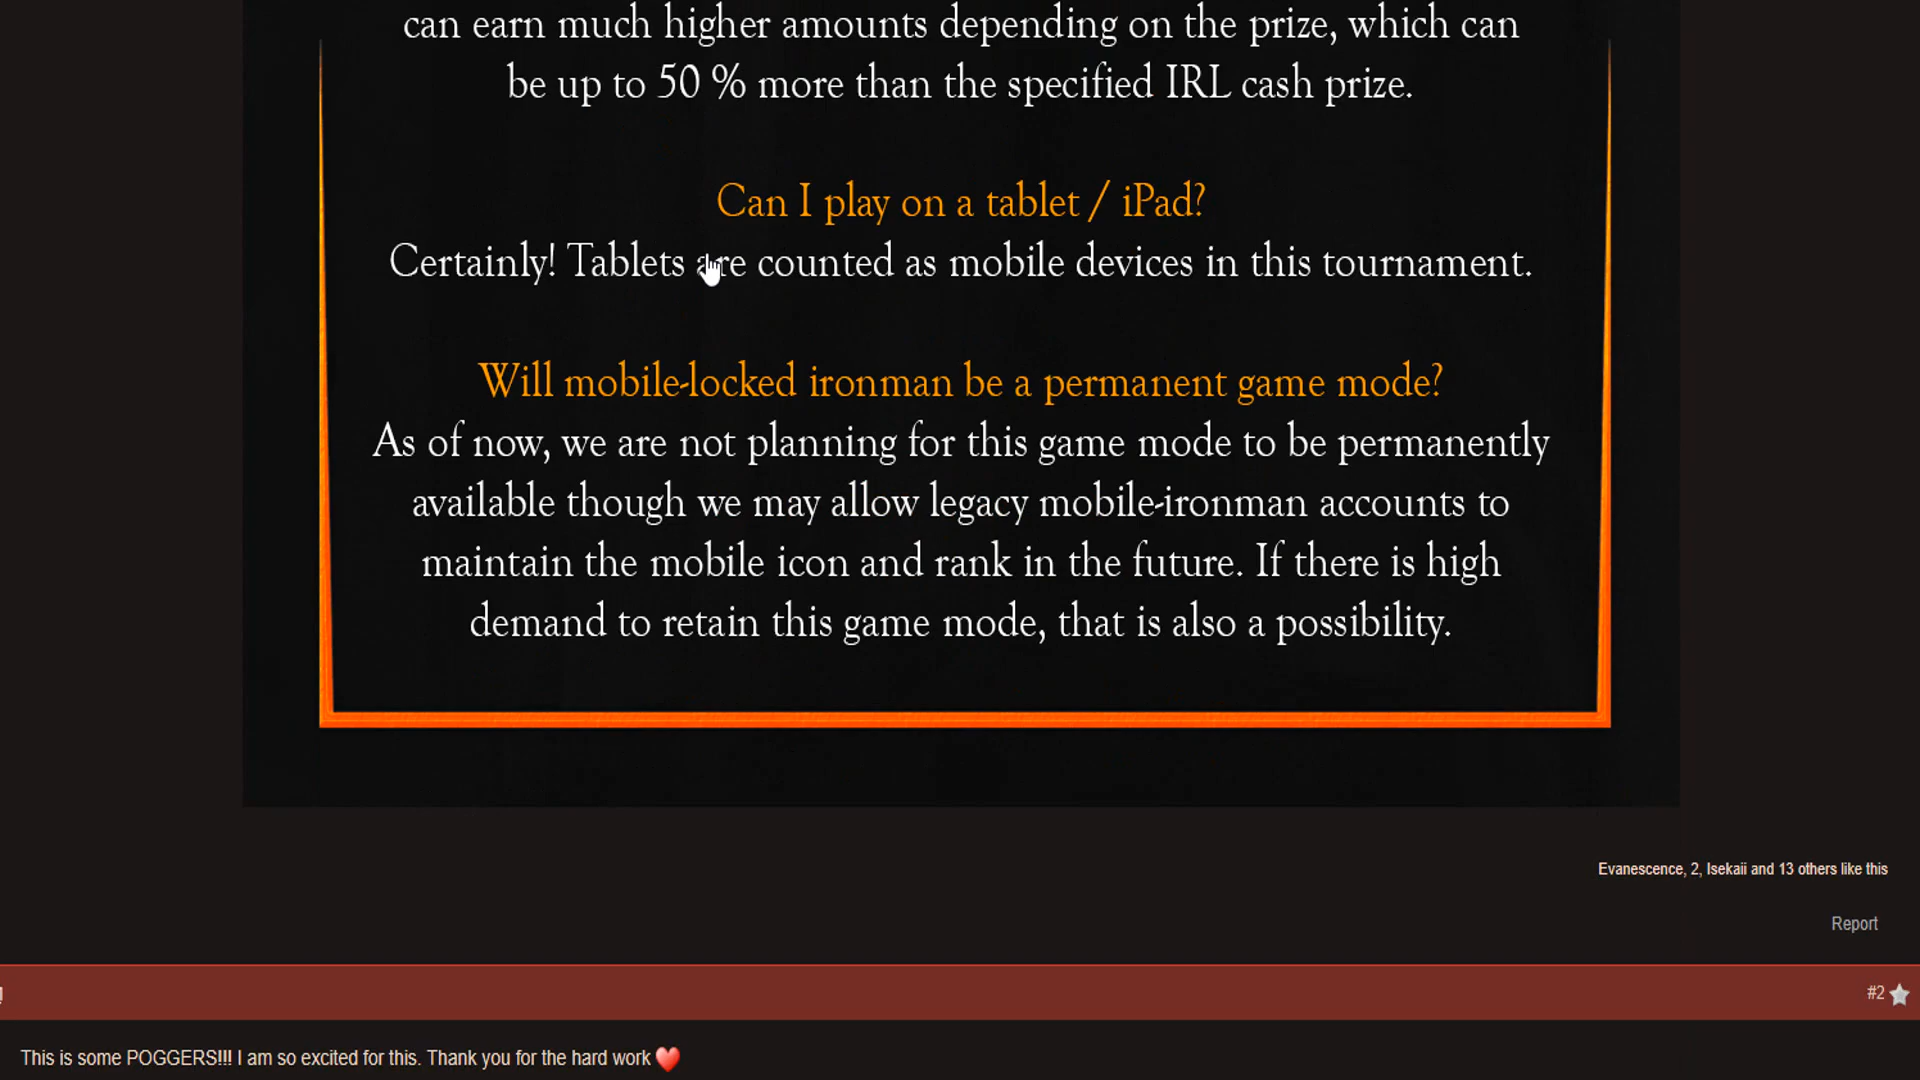 can earn much higher amounts depending on the prize, which can
be up to 50 % more than the specified IRL cash prize.
Can I play on a tablet / iPad?
Certainly! Tablets are counted as mobile devices in this tournament.
Will mobile-locked ironman be a permanent game mode?
As of now, we are not planning for this game mode to be permanently
available though we may allow legacy mobile-ironman accounts to
maintain the mobile icon and rank in the future. If there is high
demand to retain this game mode, that is also a possibility.
Evanescence, 2, Isekaii and 13 others like this
Report
#2
This is some POGGERS!!! I am so excited for this. Thank you for the hard work